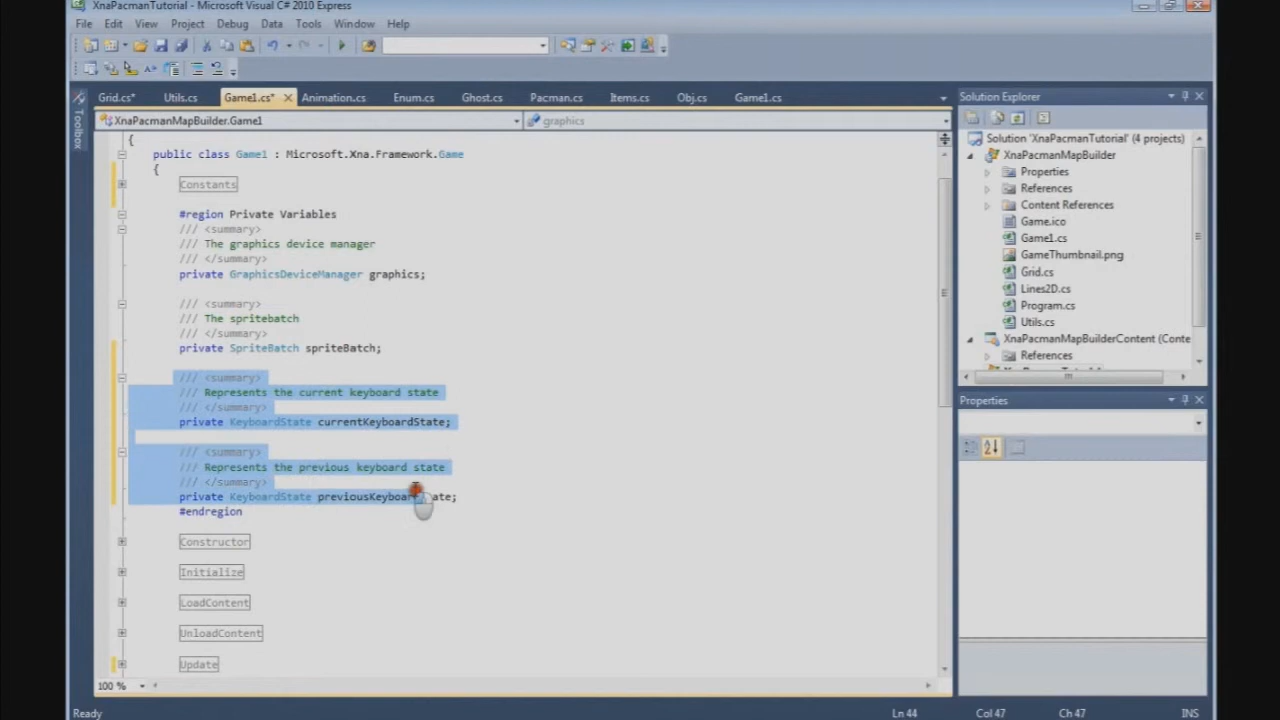 XnaPacmanTutorial - Microsoft Visual C# 2010 Express
File Edit View Project Debug Data Tools Window Help
Grid.cs* Utils.cs Game1.cs* Animation.cs Enum.cs Ghost.cs Pacman.cs Items.cs Obj.cs Game1.cs
Toolbox
XnaPacmanMapBuilder.Game1 graphics
{
public class Game1 : Microsoft.Xna.Framework.Game
{
Constants
#region Private Variables
/// <summary>
/// The graphics device manager
/// </summary>
private GraphicsDeviceManager graphics;
/// <summary>
/// The spritebatch
/// </summary>
private SpriteBatch spriteBatch;
/// <summary>
/// Represents the current keyboard state
/// </summary>
private KeyboardState currentKeyboardState;
/// <summary>
/// Represents the previous keyboard state
/// </summary>
private KeyboardState previousKeyboar ate;
#endregion
Constructor
Initialize
LoadContent
UnloadContent
Update
100 %
Solution Explorer
Solution 'XnaPacmanTutorial' (4 projects)
XnaPacmanMapBuilder
Properties
References
Content References
Game.ico
Game1.cs
GameThumbnail.png
Grid.cs
Lines2D.cs
Program.cs
Utils.cs
XnaPacmanMapBuilderContent (Conte
References
Properties
Ready Ln 44 Col 47 Ch 47 INS